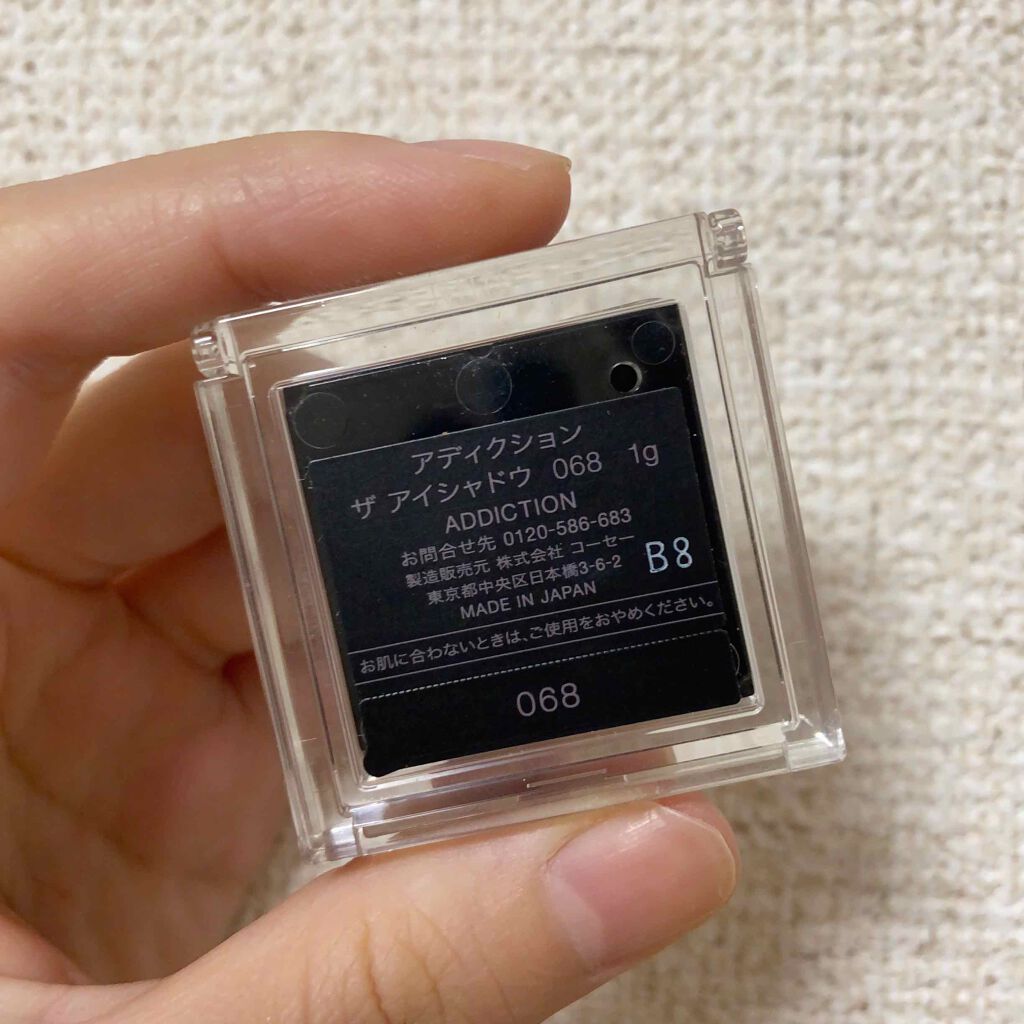 アディクション
ザ アイシャドウ 068 1g
ADDICTION
お問合せ先 0120-586-683
製造販売元 株式会社 コーセー
東京都中央区日本橋3-6-2
MADE IN JAPAN
B8
お肌に合わないときは、ご使用をおやめください。
068